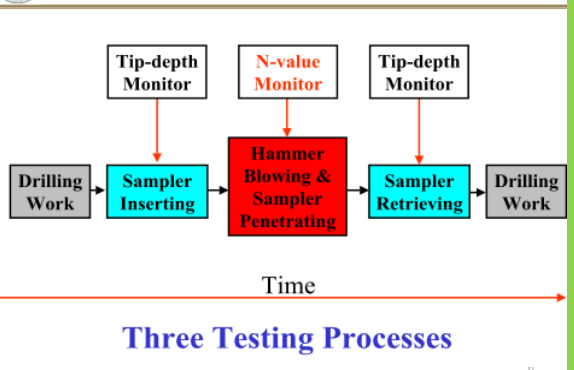 Tip-depth
Monitor
N-value
Monitor
Tip-depth
Monitor
Drilling
Work
Sampler
Inserting
Hammer
Blowing &
Sampler
Penetrating
Sampler
Retrieving
Drilling
Work
Time
Three Testing Processes